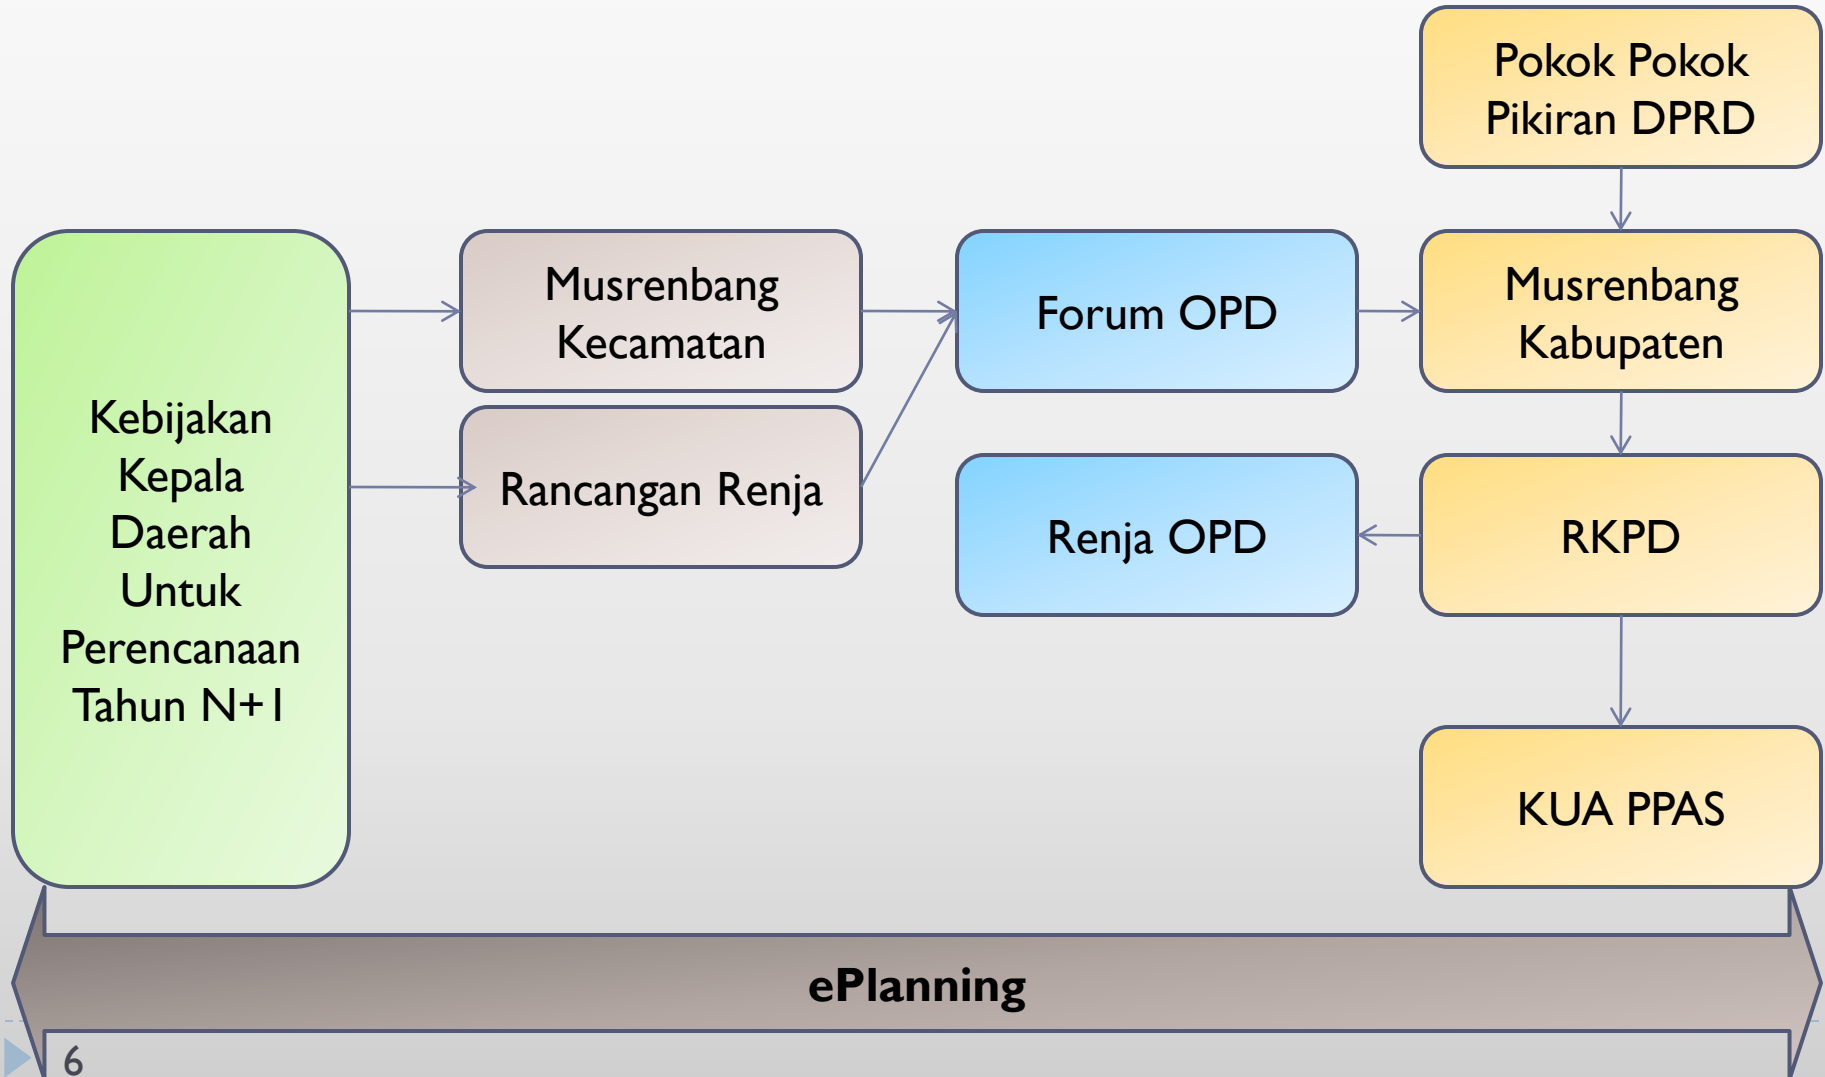 Pokok Pokok
Pikiran DPRD
Kebijakan
Kepala
Daerah
Untuk
Perencanaan
Tahun N+1
Musrenbang
Kecamatan
Rancangan Renja
Forum OPD
Renja OPD
Musrenbang
Kabupaten
RKPD
KUA PPAS
ePlanning
6